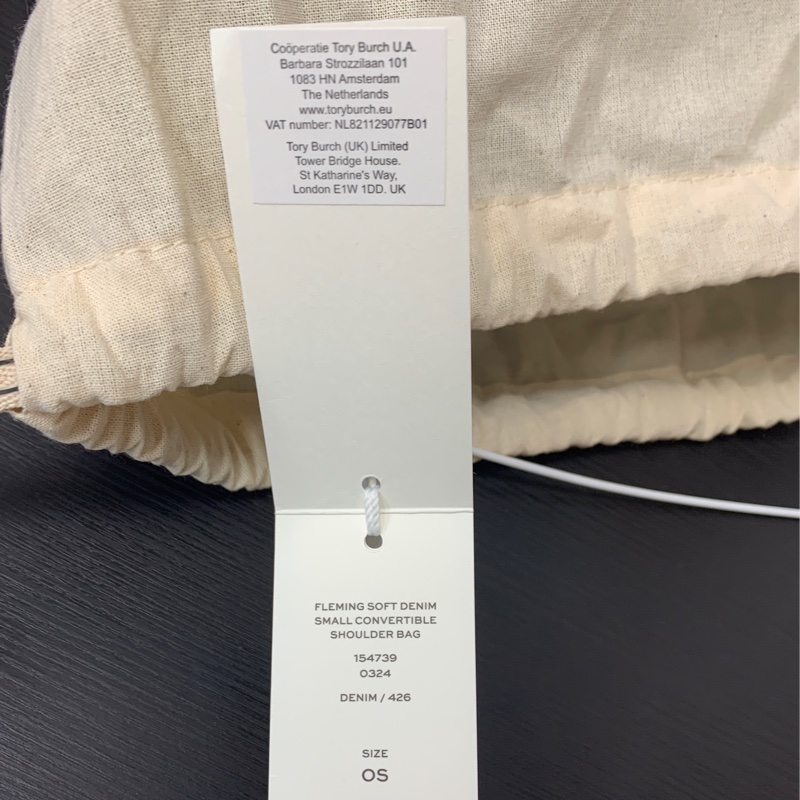 Coöperatie Tory Burch U.A.
Barbara Strozzilaan 101
1083 HN Amsterdam
The Netherlands
www.toryburch.eu
VAT number: NL821129077B01
Tory Burch (UK) Limited
Tower Bridge House.
St Katharine's Way,
London E1W 1DD. UK
FLEMING SOFT DENIM
SMALL CONVERTIBLE
SHOULDER BAG
154739
0324
DENIM / 426
SIZE
OS